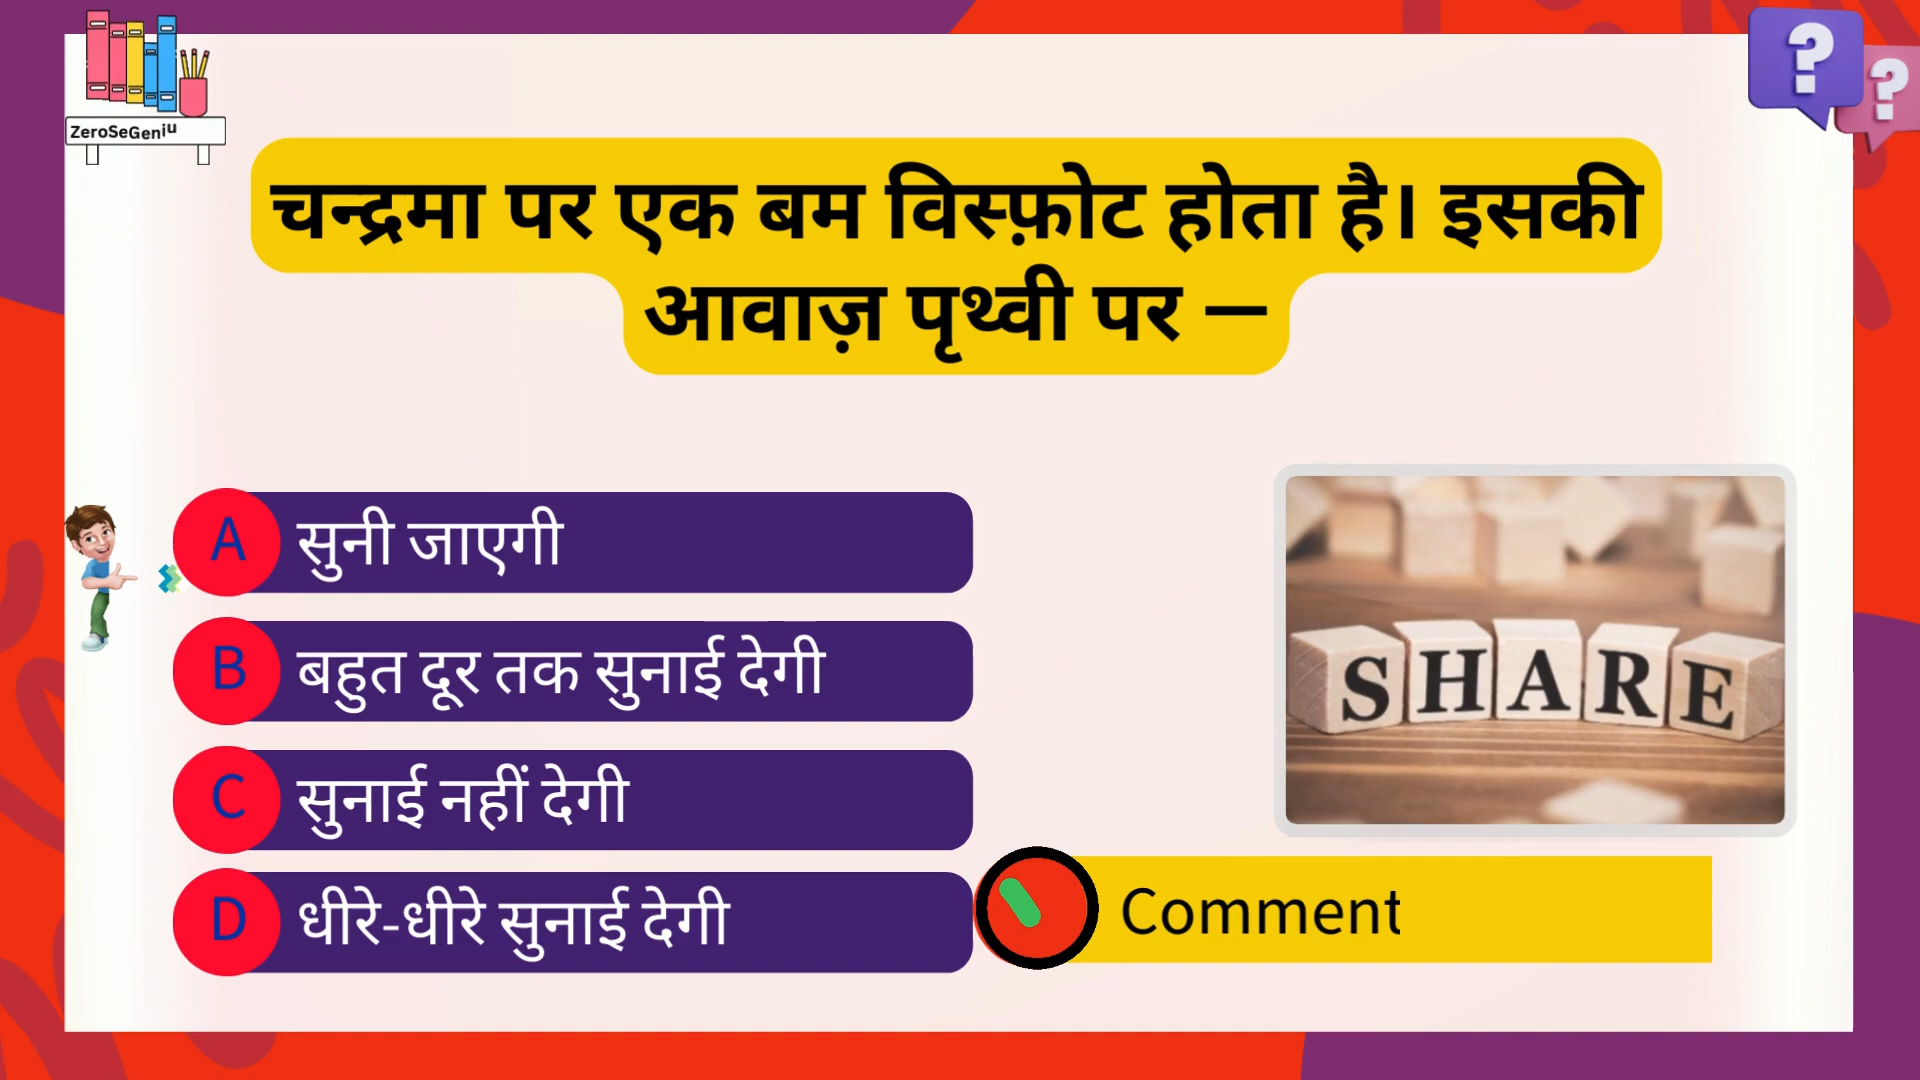 ZeroSeGeniu
? ?
चन्द्रमा पर एक बम विस्फ़ोट होता है। इसकी
आवाज़ पृथ्वी पर —
A सुनी जाएगी
B बहुत दूर तक सुनाई देगी
C सुनाई नहीं देगी
D धीरे-धीरे सुनाई देगी
SHARE
Comment